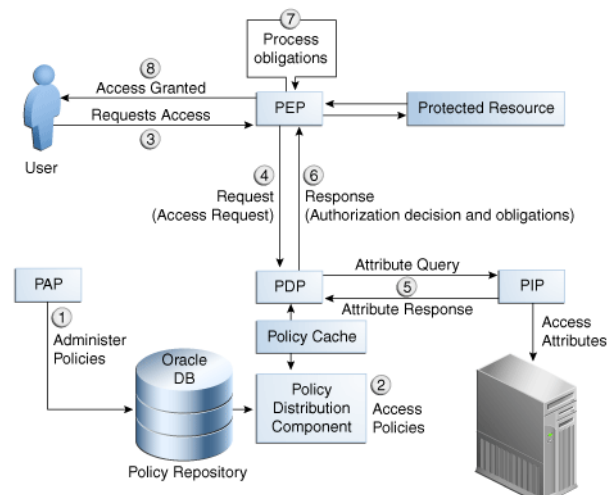 7
Process
obligations
8
Access Granted
PEP
Protected Resource
Requests Access
3
User
4
Request
(Access Request)
6
Response
(Authorization decision and obligations)
PAP
1
Administer
Policies
PDP
Attribute Query
5
Attribute Response
PIP
Access
Attributes
Policy Cache
Oracle
DB
Policy Repository
Policy
Distribution
Component
2
Access
Policies